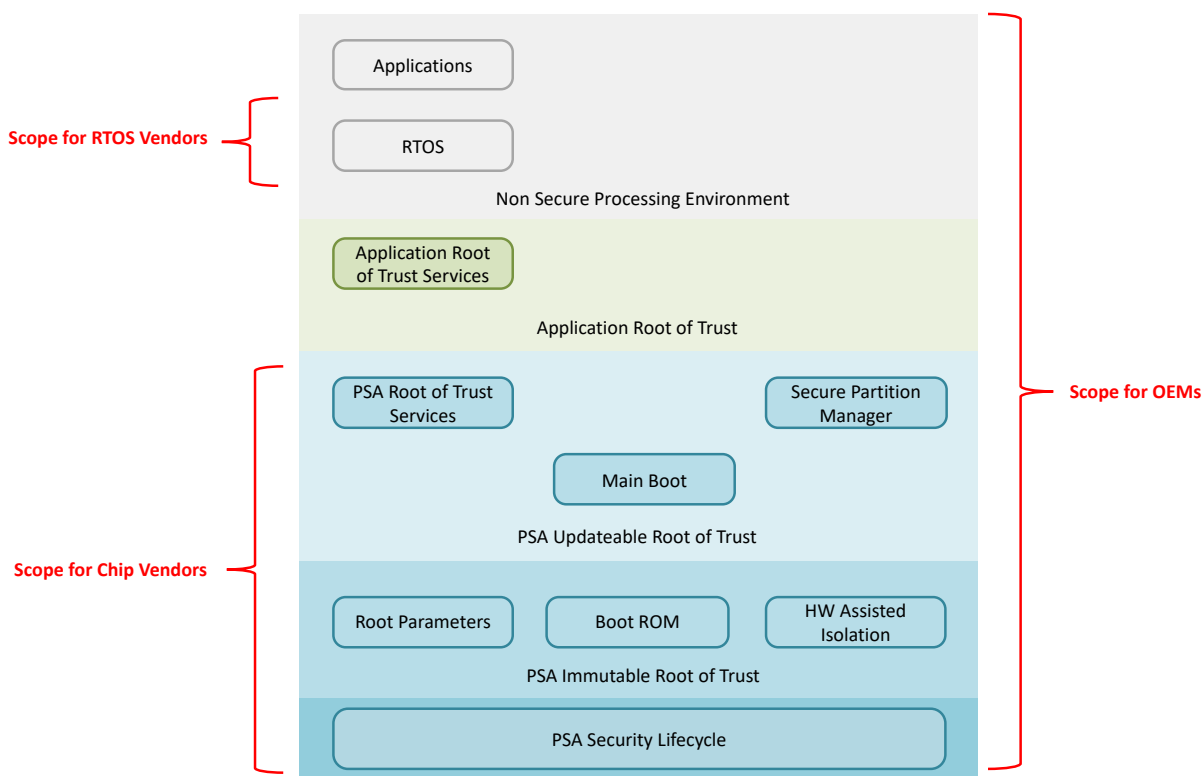 Applications
Scope for RTOS Vendors
RTOS
Non Secure Processing Environment
Application Root
of Trust Services
Application Root of Trust
PSA Root of Trust
Services
Secure Partition
Manager
Scope for OEMs
Main Boot
PSA Updateable Root of Trust
Scope for Chip Vendors
Root Parameters
Boot ROM
HW Assisted
Isolation
PSA Immutable Root of Trust
PSA Security Lifecycle